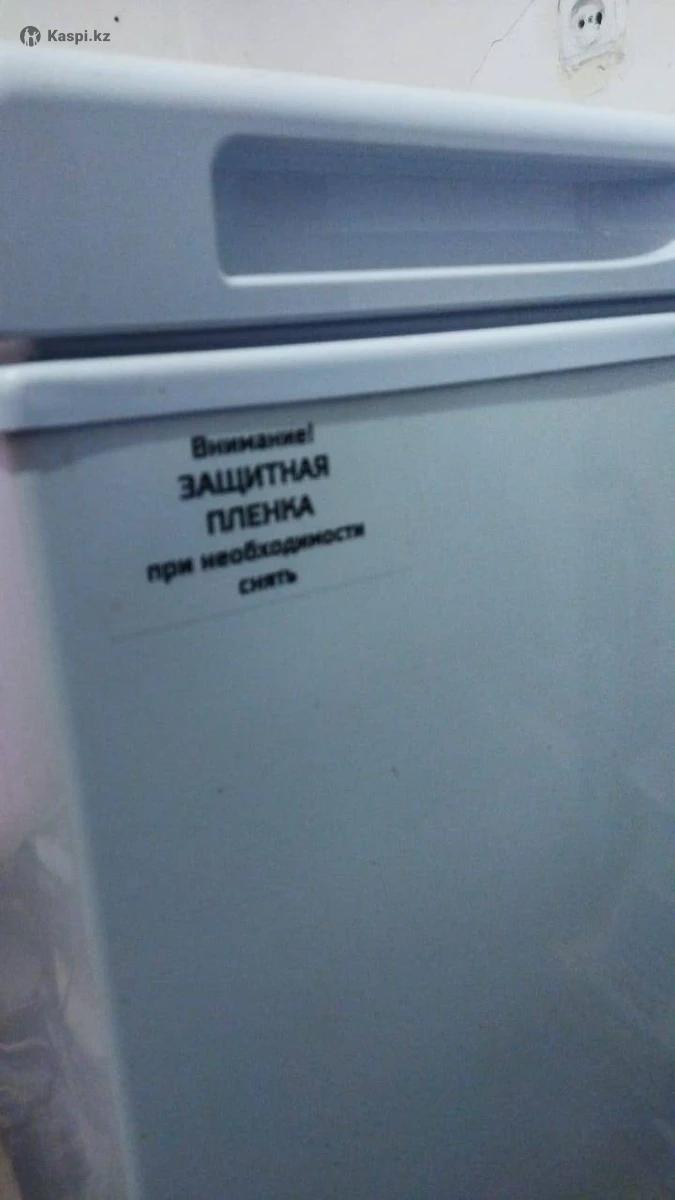 Kaspi.kz
Внимание!
ЗАЩИТНАЯ
ПЛЕНКА
при необходимости
снять